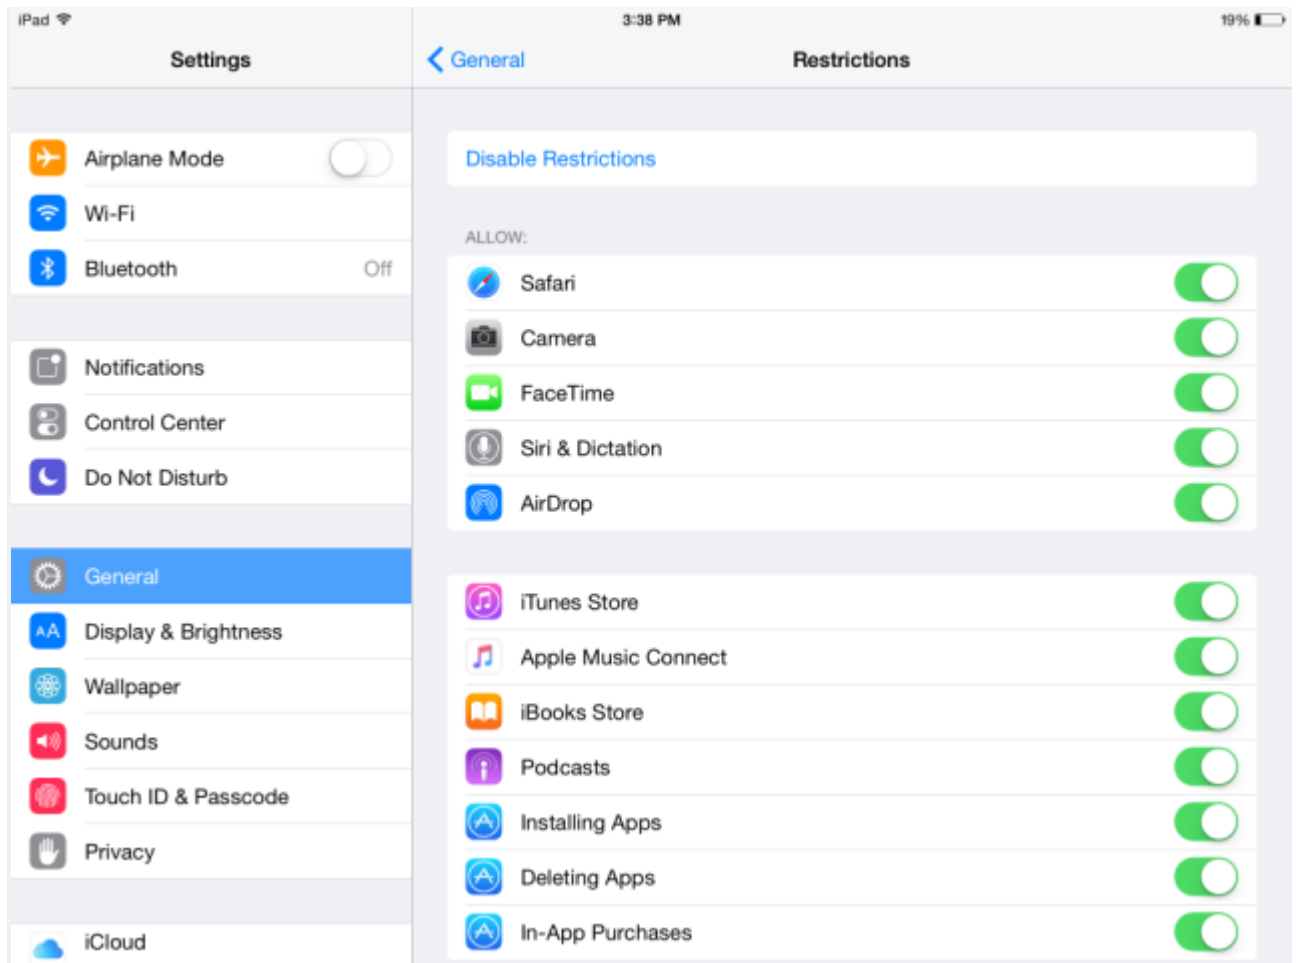 iPad 3:38 PM 19%
Settings
Airplane Mode
Wi-Fi
Bluetooth Off
Notifications
Control Center
Do Not Disturb
General
AA Display & Brightness
Wallpaper
Sounds
Touch ID & Passcode
Privacy
iCloud
General Restrictions
Disable Restrictions
ALLOW:
Safari
Camera
FaceTime
Siri & Dictation
AirDrop
iTunes Store
Apple Music Connect
iBooks Store
Podcasts
Installing Apps
Deleting Apps
In-App Purchases